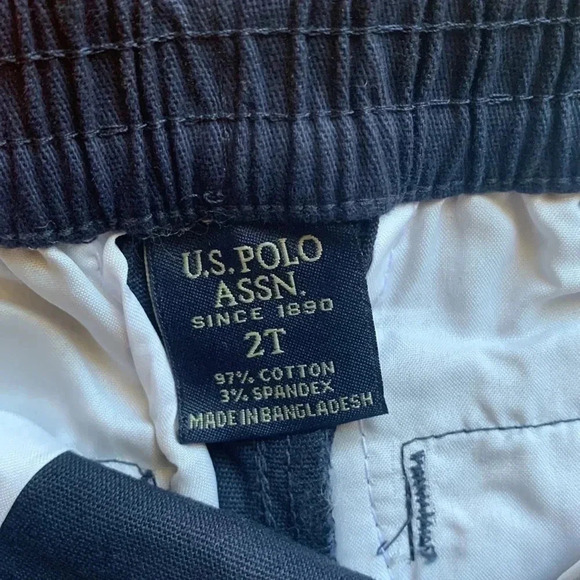 U.S. POLO
ASSN.
SINCE 1890
2T
97% COTTON
3% SPANDEX
MADE IN BANGLADESH